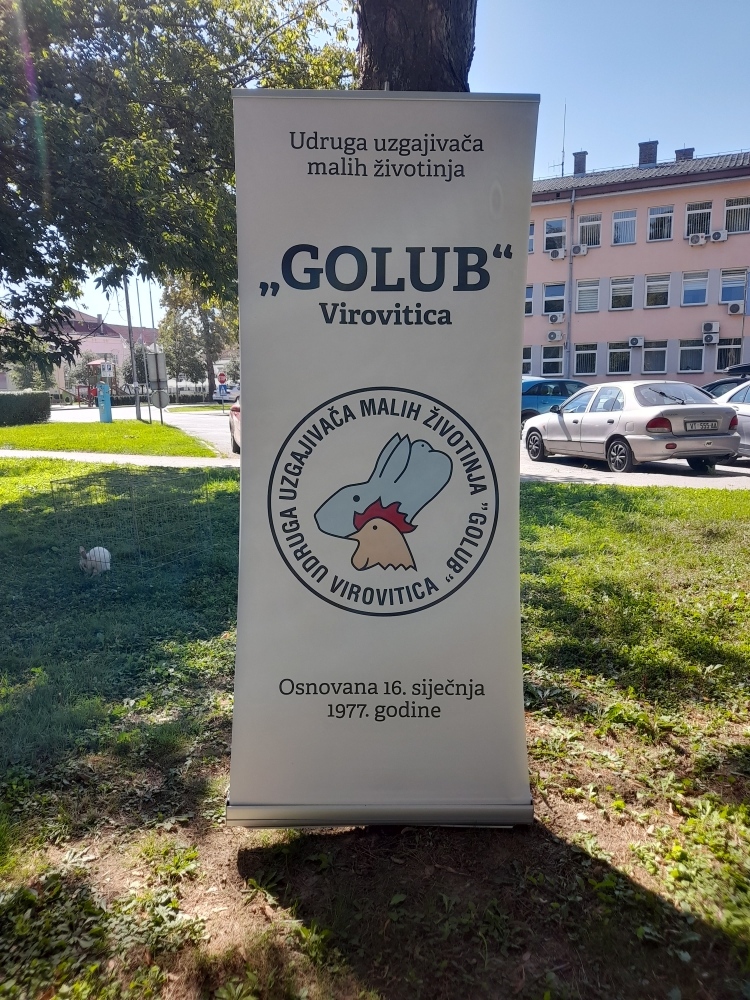 Udruga uzgajivača
malih životinja
„GOLUB“
Virovitica
UDRUGA UZGAJIVAČA MALIH ŽIVOTINJA "GOLUB" VIROVITICA
Osnovana 16. siječnja
1977. godine